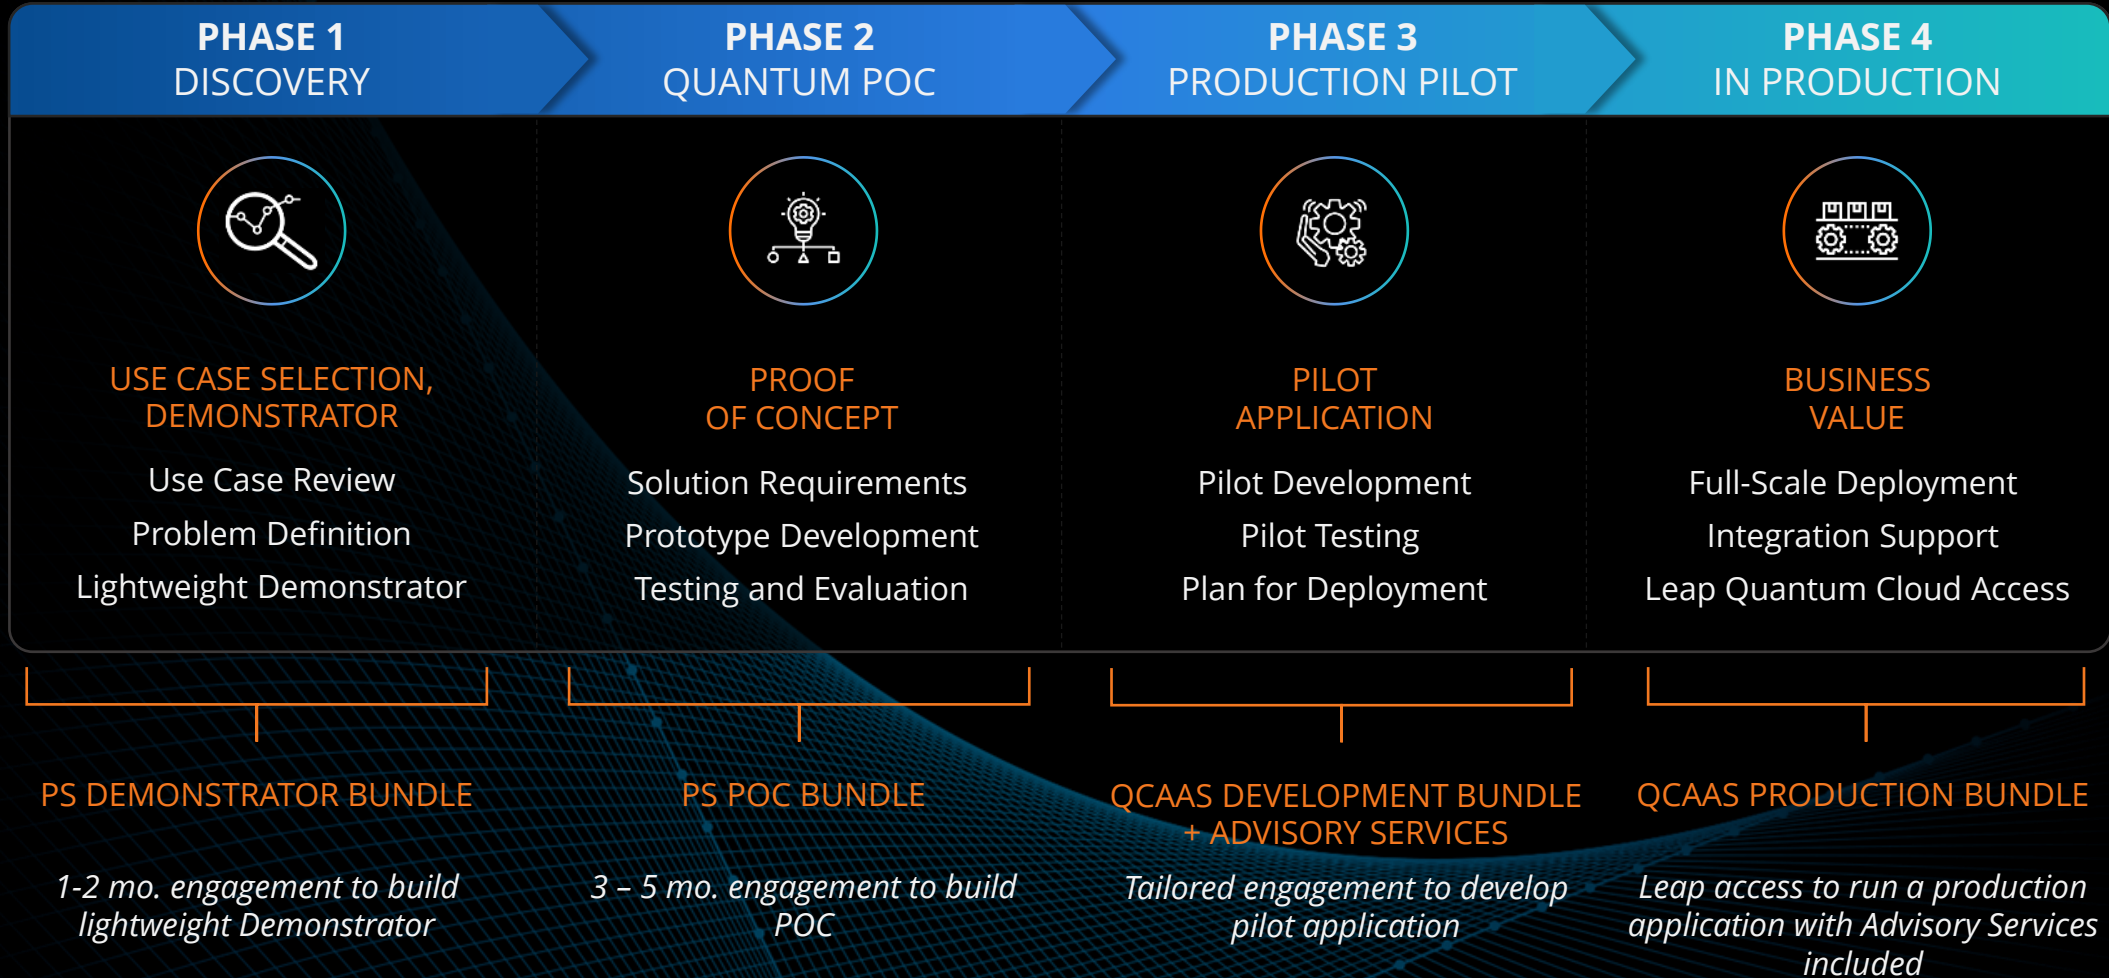 PHASE 1
DISCOVERY
PHASE 2
QUANTUM POC
PHASE 3
PRODUCTION PILOT
PHASE 4
IN PRODUCTION
USE CASE SELECTION,
DEMONSTRATOR
Use Case Review
Problem Definition
Lightweight Demonstrator
PROOF
OF CONCEPT
Solution Requirements
Prototype Development
Testing and Evaluation
PILOT
APPLICATION
Pilot Development
Pilot Testing
Plan for Deployment
BUSINESS
VALUE
Full-Scale Deployment
Integration Support
Leap Quantum Cloud Access
PS DEMONSTRATOR BUNDLE
1-2 mo. engagement to build
lightweight Demonstrator
PS POC BUNDLE
3 – 5 mo. engagement to build
POC
QCAAS DEVELOPMENT BUNDLE
+ ADVISORY SERVICES
Tailored engagement to develop
pilot application
QCAAS PRODUCTION BUNDLE
Leap access to run a production
application with Advisory Services
included